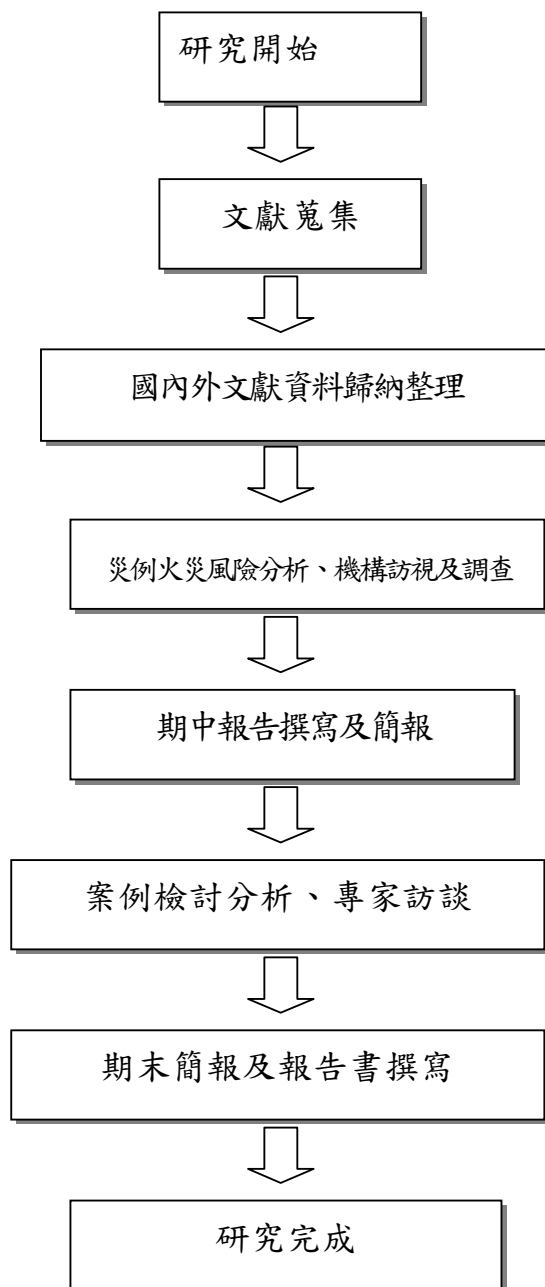 研究開始
文獻蒐集
國內外文獻資料歸納整理
災例火災風險分析、機構訪視及調查
期中報告撰寫及簡報
案例檢討分析、專家訪談
期末簡報及報告書撰寫
研究完成